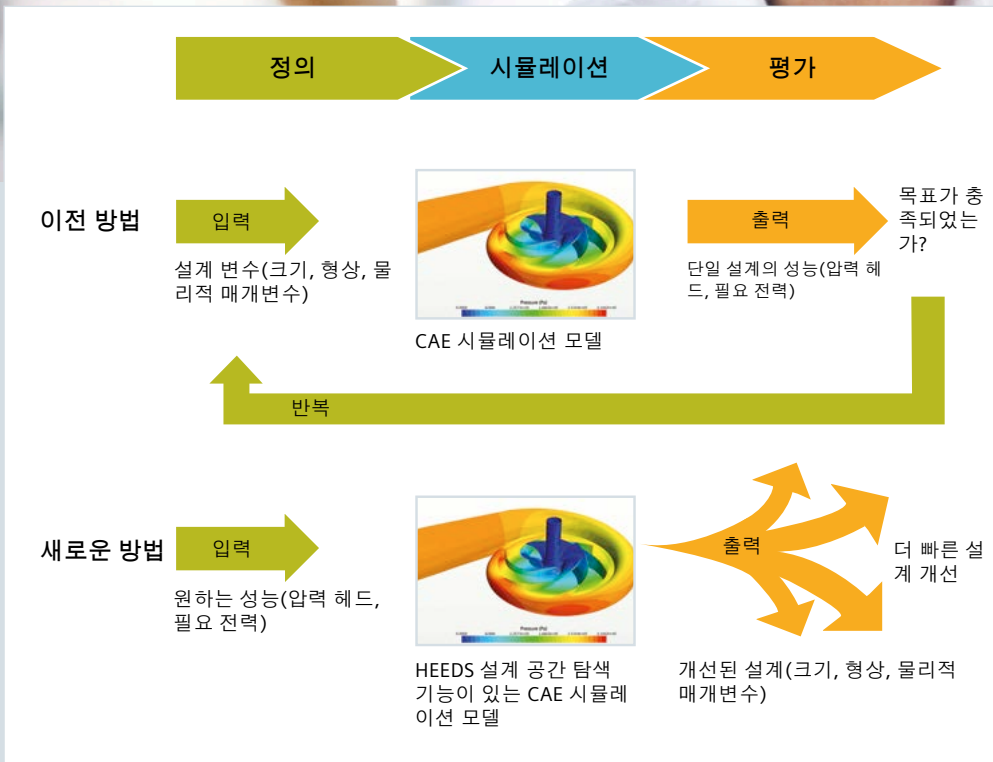 정의
시뮬레이션
평가
이전 방법
입력
설계 변수(크기, 형상, 물
리적 매개변수)
Pressure (Pa)
CAE 시뮬레이션 모델
출력
단일 설계의 성능(압력 헤
드, 필요 전력)
목표가 충
족되었는
가?
반복
새로운 방법
입력
원하는 성능(압력 헤드,
필요 전력)
Pressure (Pa)
HEEDS 설계 공간 탐색
기능이 있는 CAE 시뮬레
이션 모델
출력
개선된 설계(크기, 형상, 물리적
매개변수)
더 빠른 설
계 개선